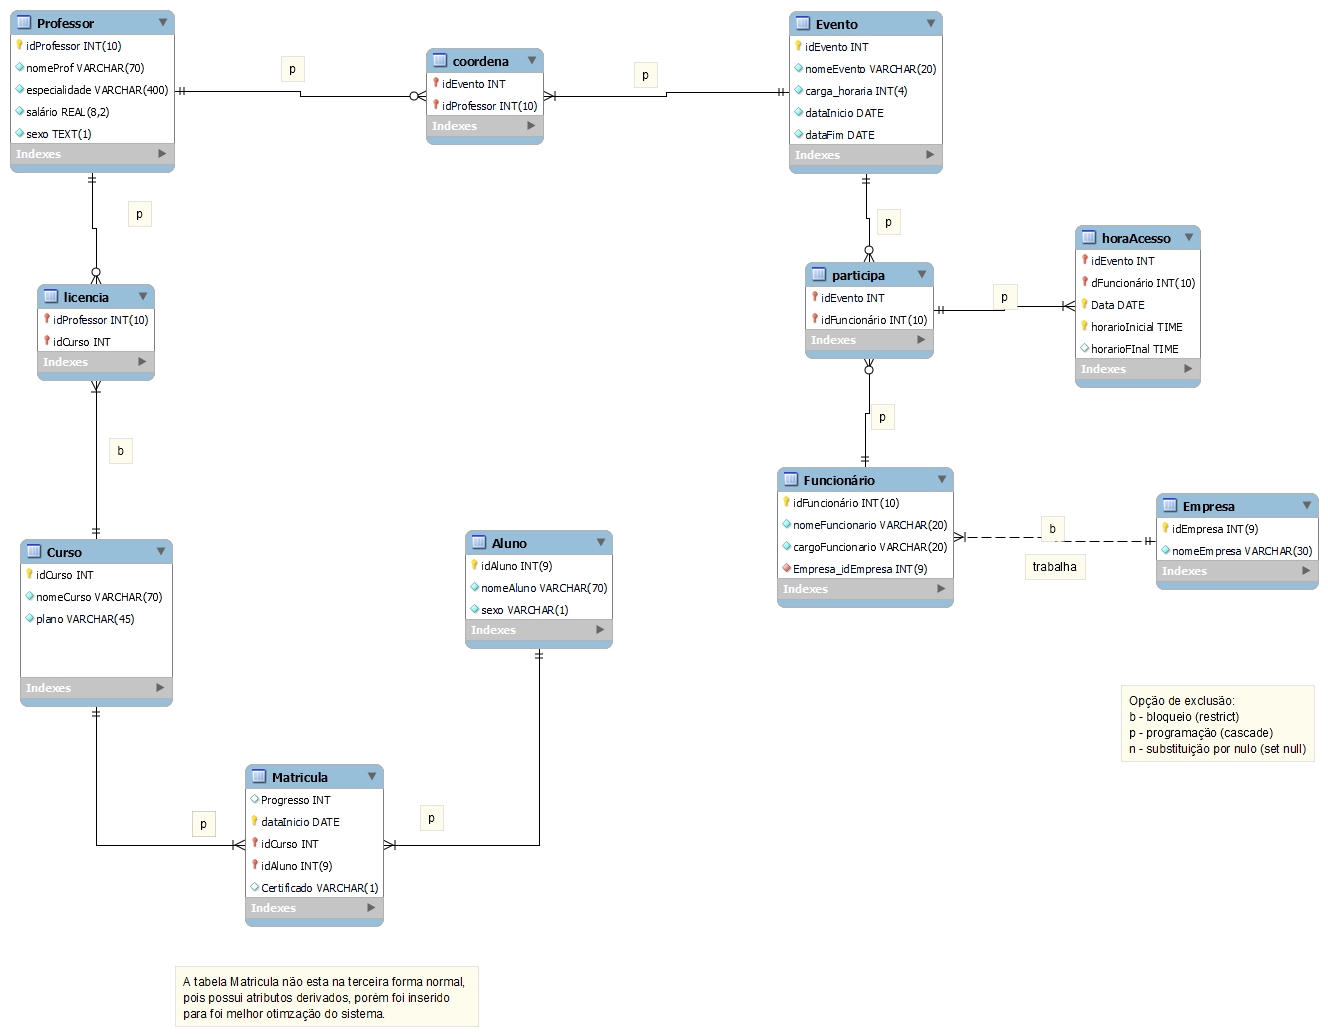 Professor
idProfessor INT(10)
nomeProf VARCHAR(70)
especialidade VARCHAR(400)
salário REAL(8,2)
sexo TEXT(1)
Indexes
p
coordena
idEvento INT
idProfessor INT(10)
Indexes
p
Evento
idEvento INT
nomeEvento VARCHAR(20)
carga_horaria INT(4)
dataInicio DATE
dataFim DATE
Indexes
p
p
licencia
idProfessor INT(10)
idCurso INT
Indexes
participa
idEvento INT
idFuncionário INT(10)
Indexes
p
horaAcesso
idEvento INT
dFuncionário INT(10)
Data DATE
horarioInicial TIME
horarioFInal TIME
Indexes
p
b
Funcionário
idFuncionário INT(10)
nomeFuncionario VARCHAR(20)
cargoFuncionario VARCHAR(20)
Empresa_idEmpresa INT(9)
Indexes
b
trabalha
Empresa
idEmpresa INT(9)
nomeEmpresa VARCHAR(30)
Indexes
Curso
idCurso INT
nomeCurso VARCHAR(70)
plano VARCHAR(45)
Indexes
Aluno
idAluno INT(9)
nomeAluno VARCHAR(70)
sexo VARCHAR(1)
Indexes
Opção de exclusão:
b - bloqueio (restrict)
p - programação (cascade)
n - substituição por nulo (set null)
p
Matricula
Progresso INT
dataInicio DATE
idCurso INT
idAluno INT(9)
Certificado VARCHAR(1)
Indexes
p
A tabela Matricula não esta na terceira forma normal,
pois possui atributos derivados, porém foi inserido
para foi melhor otimzação do sistema.